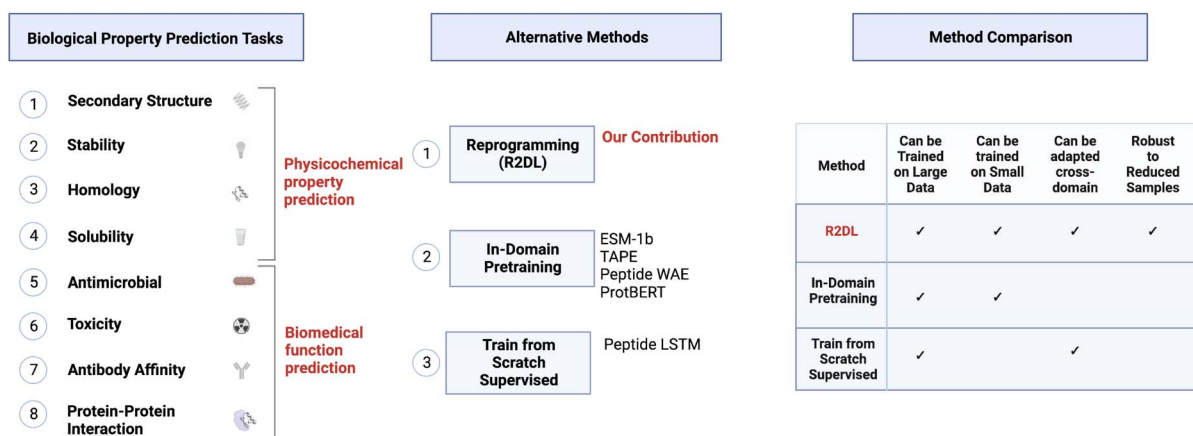 Biological Property Prediction Tasks
1
Secondary Structure
2
Stability
3
Homology
4
Solubility
5
Antimicrobial
6
Toxicity
7
Antibody Affinity
8
Protein-Protein
Interaction
Physicochemical
property
prediction
Biomedical
function
prediction
Alternative Methods
1
Reprogramming
(R2DL)
Our Contribution
2
In-Domain
Pretraining
ESM-1b
TAPE
Peptide WAE
ProtBERT
3
Train from
Scratch
Supervised
Peptide LSTM
Method Comparison
Method
Can be
Trained
on Large
Data
Can be
trained
on Small
Data
Can be
adapted
cross-
domain
Robust
to
Reduced
Samples
R2DL ✓ ✓ ✓ ✓
In-Domain
Pretraining ✓ ✓
Train from
Scratch
Supervised ✓ ✓